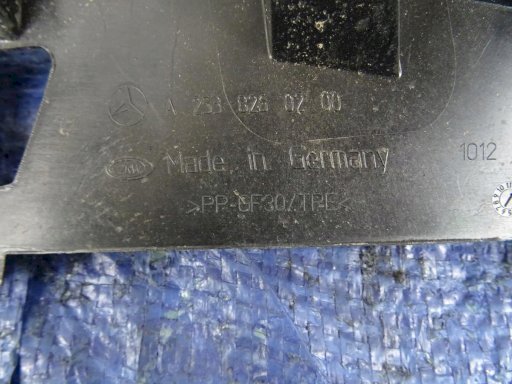 A 253 826 02 00
Made in Germany
1012
>PP-GF30/TPE<